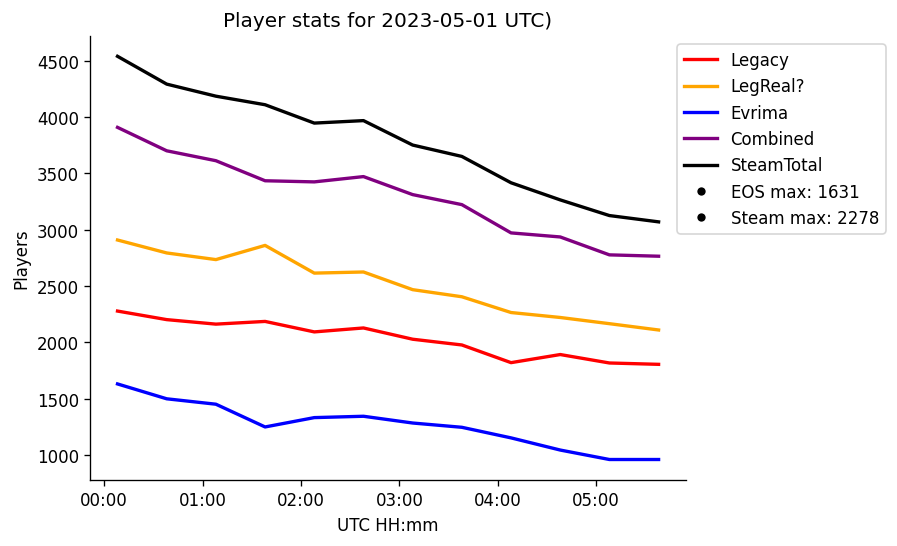 Player stats for 2023-05-01 UTC)
4500
4000
3500
3000
2500
2000
1500
1000
Players
00:00 01:00 02:00 03:00 04:00 05:00
UTC HH:mm
Legacy
LegReal?
Evrima
Combined
SteamTotal
EOS max: 1631
Steam max: 2278